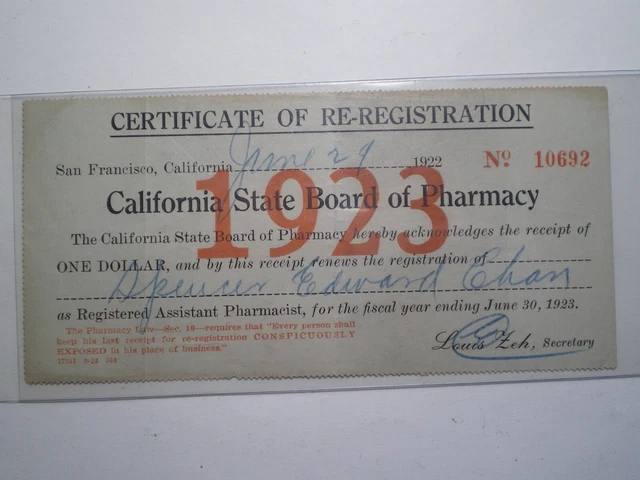 CERTIFICATE OF RE-REGISTRATION
San Francisco, California June 29 1922 Nº 10692
1923
California State Board of Pharmacy
The California State Board of Pharmacy hereby acknowledges the receipt of
ONE DOLLAR, and by this receipt renews the registration of
Spencer Edward Chan
as Registered Assistant Pharmacist, for the fiscal year ending June 30, 1923.
The Pharmacy Law—Sec. 10—requires that "Every person shall
keep his last receipt for re-registration CONSPICUOUSLY
EXPOSED in his place of business."
Louis Zeh, Secretary